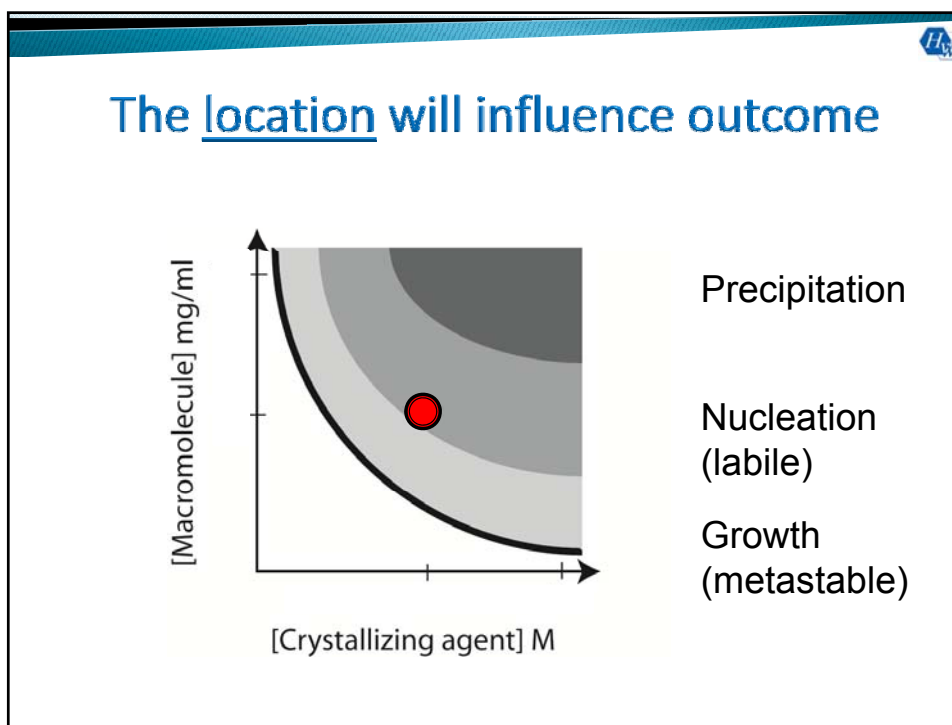 The location will influence outcome
[Macromolecule] mg/ml
Precipitation
Nucleation
(labile)
Growth
(metastable)
[Crystallizing agent] M